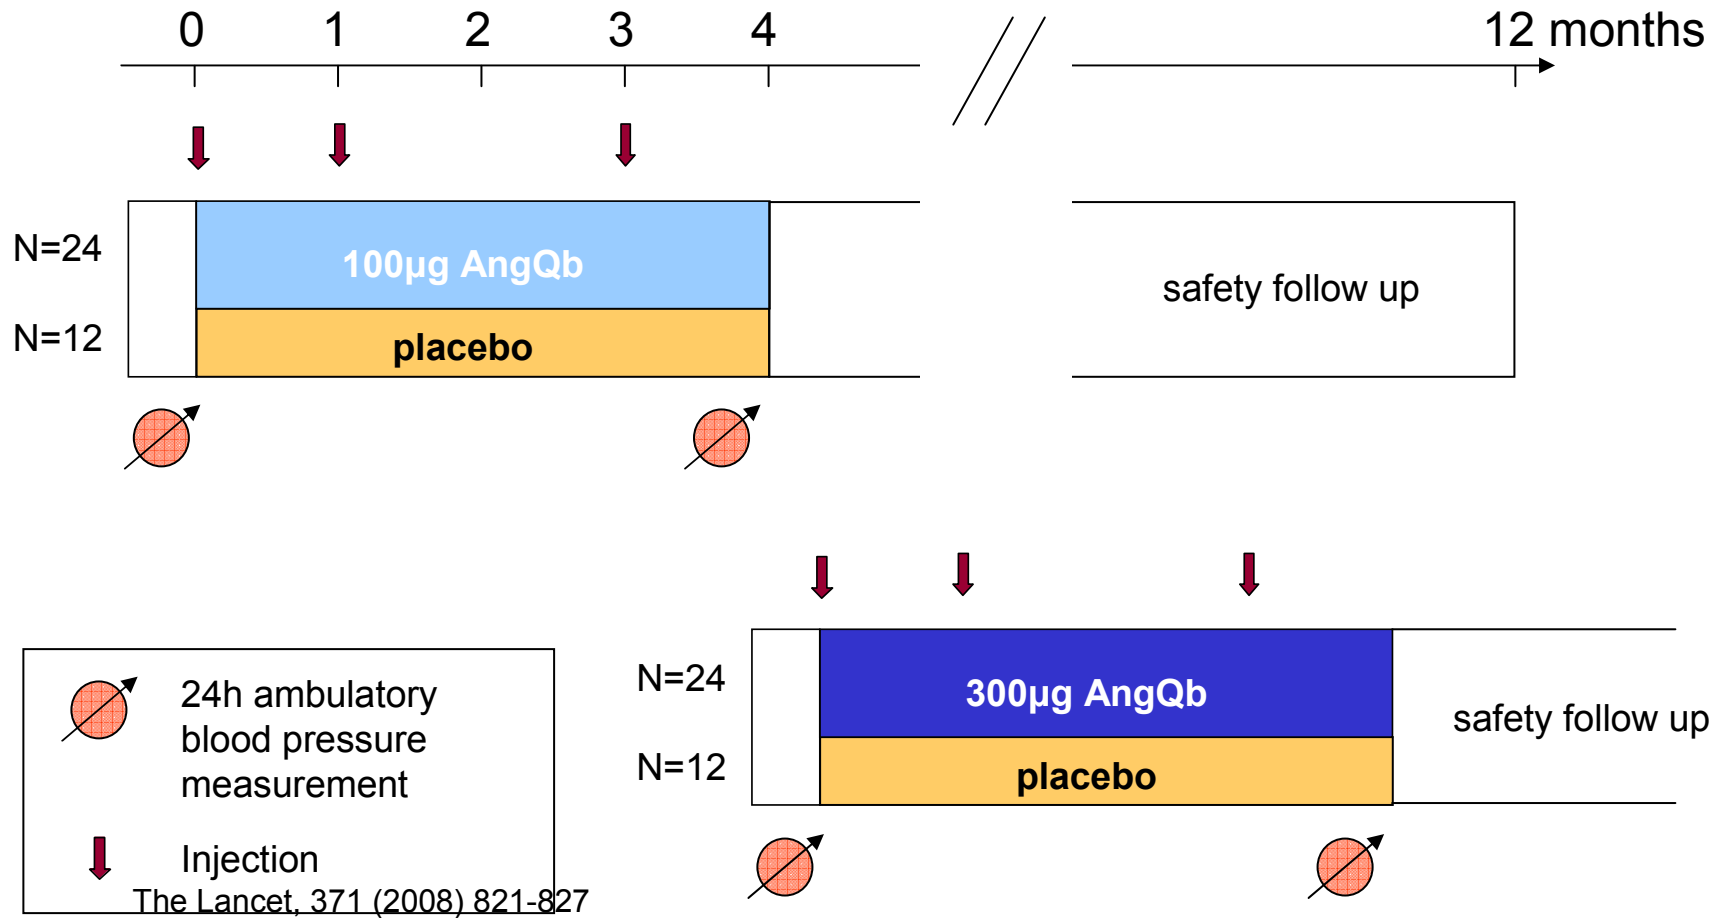 0 1 2 3 4 12 months
N=24
100µg AngQb
safety follow up
N=12
placebo
N=24
300µg AngQb
safety follow up
N=12
placebo
24h ambulatory
blood pressure
measurement
Injection
The Lancet, 371 (2008) 821-827